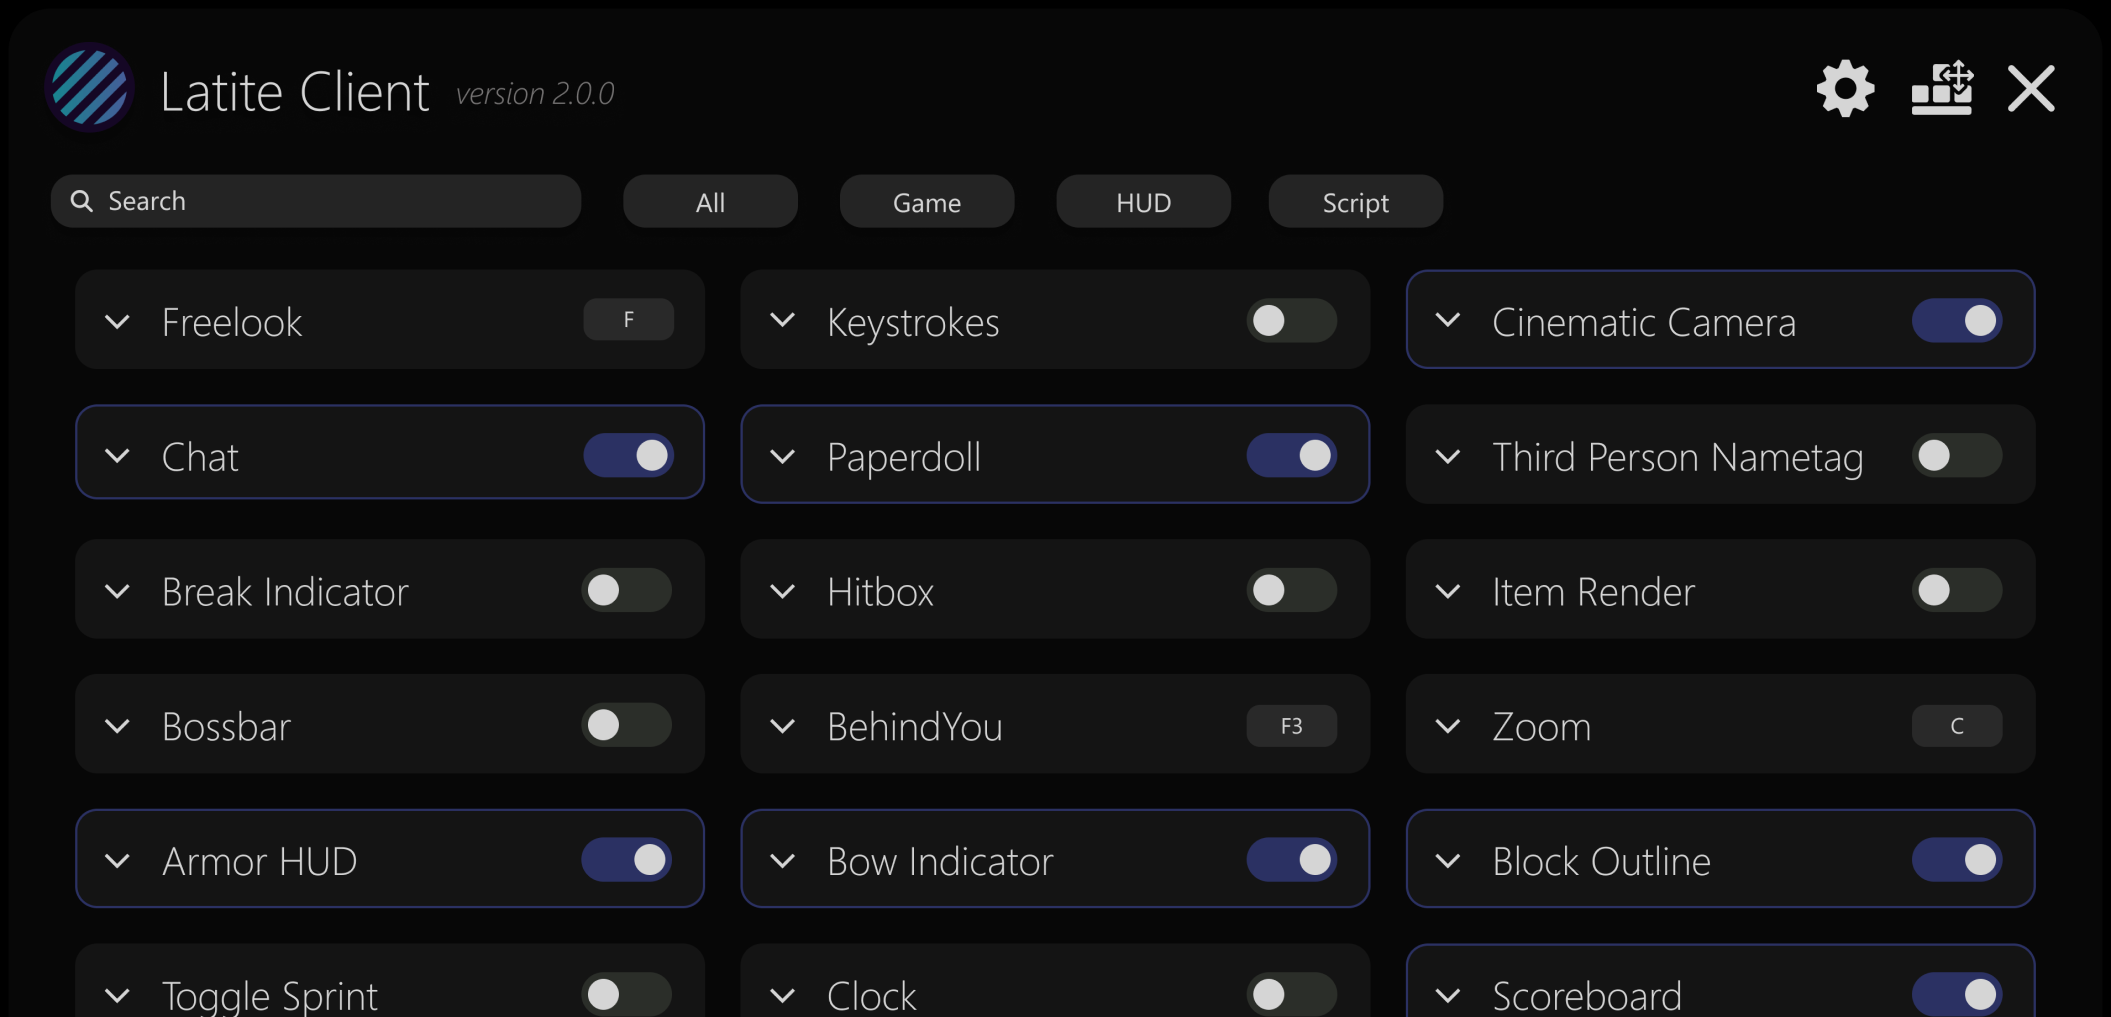 Latite Client version 2.0.0
Search All Game HUD Script
Freelook F Keystrokes Cinematic Camera
Chat Paperdoll Third Person Nametag
Break Indicator Hitbox Item Render
Bossbar BehindYou F3 Zoom C
Armor HUD Bow Indicator Block Outline
Toggle Sprint Clock Scoreboard